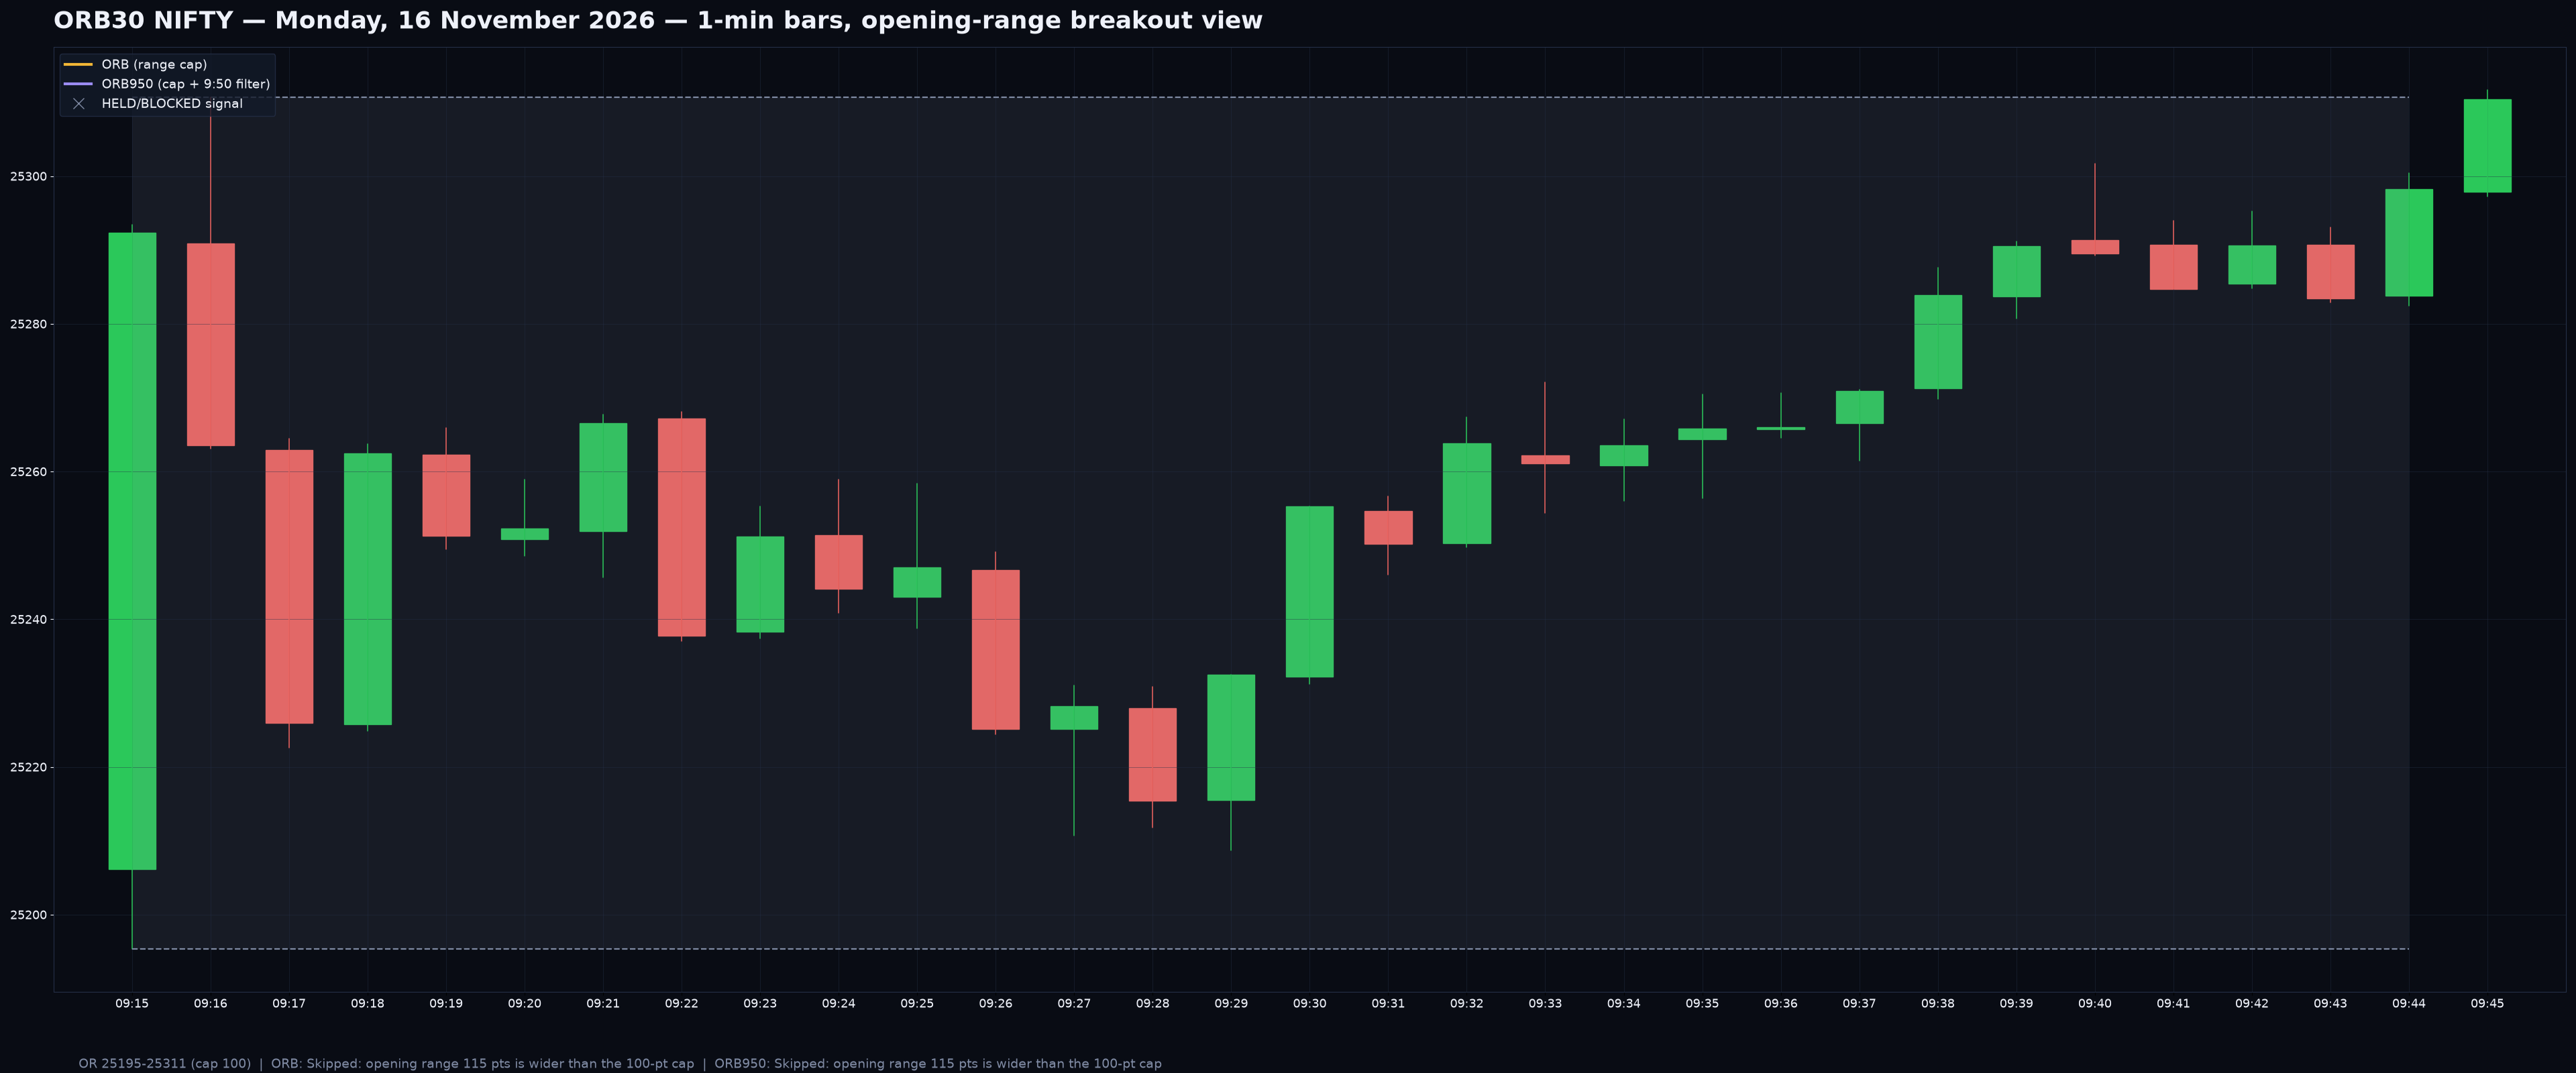 ORB30 NIFTY — Monday, 16 November 2026 — 1-min bars, opening-range breakout view
ORB (range cap)
ORB950 (cap + 9:50 filter)
HELD/BLOCKED signal
25300
25280
25260
25240
25220
25200
09:15 09:16 09:17 09:18 09:19 09:20 09:21 09:22 09:23 09:24 09:25 09:26 09:27 09:28 09:29 09:30 09:31 09:32 09:33 09:34 09:35 09:36 09:37 09:38 09:39 09:40 09:41 09:42 09:43 09:44 09:45
OR 25195-25311 (cap 100) | ORB: Skipped: opening range 115 pts is wider than the 100-pt cap | ORB950: Skipped: opening range 115 pts is wider than the 100-pt cap